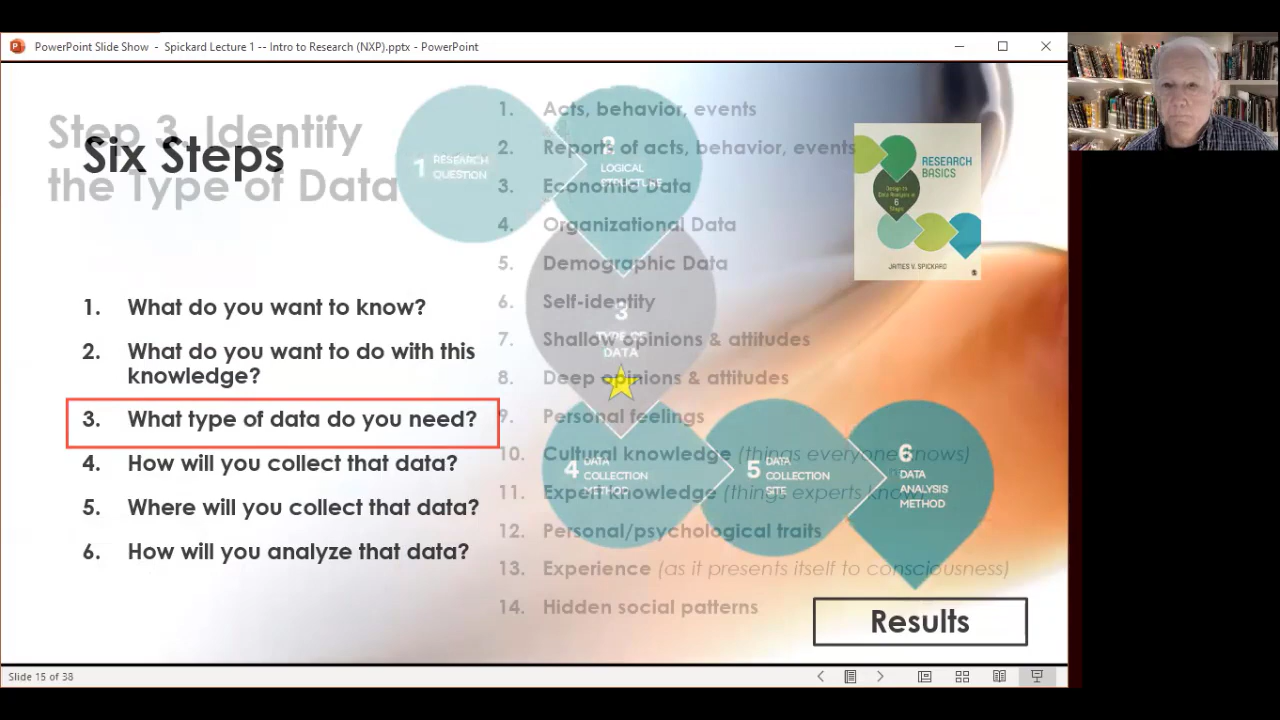 PowerPoint Slide Show - Spickard Lecture 1 -- Intro to Research (NXP).pptx - PowerPoint
Step 3. Identify
the Type of Data
Six Steps
1. What do you want to know?
2. What do you want to do with this
knowledge?
3. What type of data do you need?
4. How will you collect that data?
5. Where will you collect that data?
6. How will you analyze that data?
1 RESEARCH
QUESTION
2
LOGICAL
STRUCTURE
3
TYPE OF
DATA
4 DATA
COLLECTION
METHOD
5 DATA
COLLECTION
SITE
6
DATA
ANALYSIS
METHOD
1. Acts, behavior, events
2. Reports of acts, behavior, events
3. Economic Data
4. Organizational Data
5. Demographic Data
6. Self-identity
7. Shallow opinions & attitudes
8. Deep opinions & attitudes
9. Personal feelings
10. Cultural knowledge (things everyone knows)
11. Expert knowledge (things experts know)
12. Personal/psychological traits
13. Experience (as it presents itself to consciousness)
14. Hidden social patterns
RESEARCH
BASICS
Design to
Data Analysis in
6
Steps
JAMES V. SPICKARD
Results
Slide 15 of 38